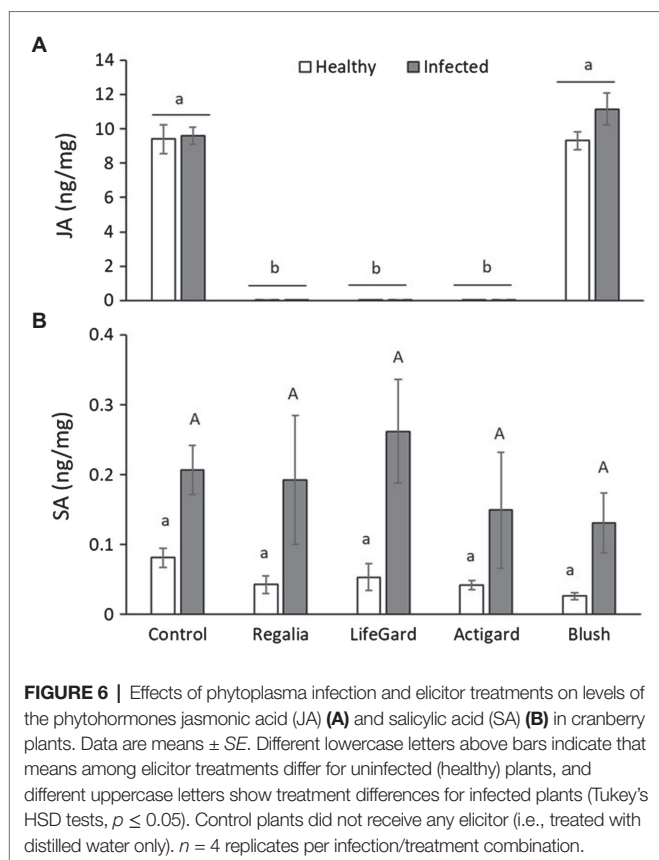 A
Healthy Infected
JA (ng/mg)
14
12
10
8
6
4
2
0
a
b
b
b
a
B
SA (ng/mg)
0.4
0.3
0.2
0.1
0
a
A
a
A
a
A
a
A
a
A
Control Regalia LifeGard Actigard Blush
FIGURE 6 | Effects of phytoplasma infection and elicitor treatments on levels of
the phytohormones jasmonic acid (JA) (A) and salicylic acid (SA) (B) in cranberry
plants. Data are means ± SE. Different lowercase letters above bars indicate that
means among elicitor treatments differ for uninfected (healthy) plants, and
different uppercase letters show treatment differences for infected plants (Tukey's
HSD tests, p ≤ 0.05). Control plants did not receive any elicitor (i.e., treated with
distilled water only). n = 4 replicates per infection/treatment combination.